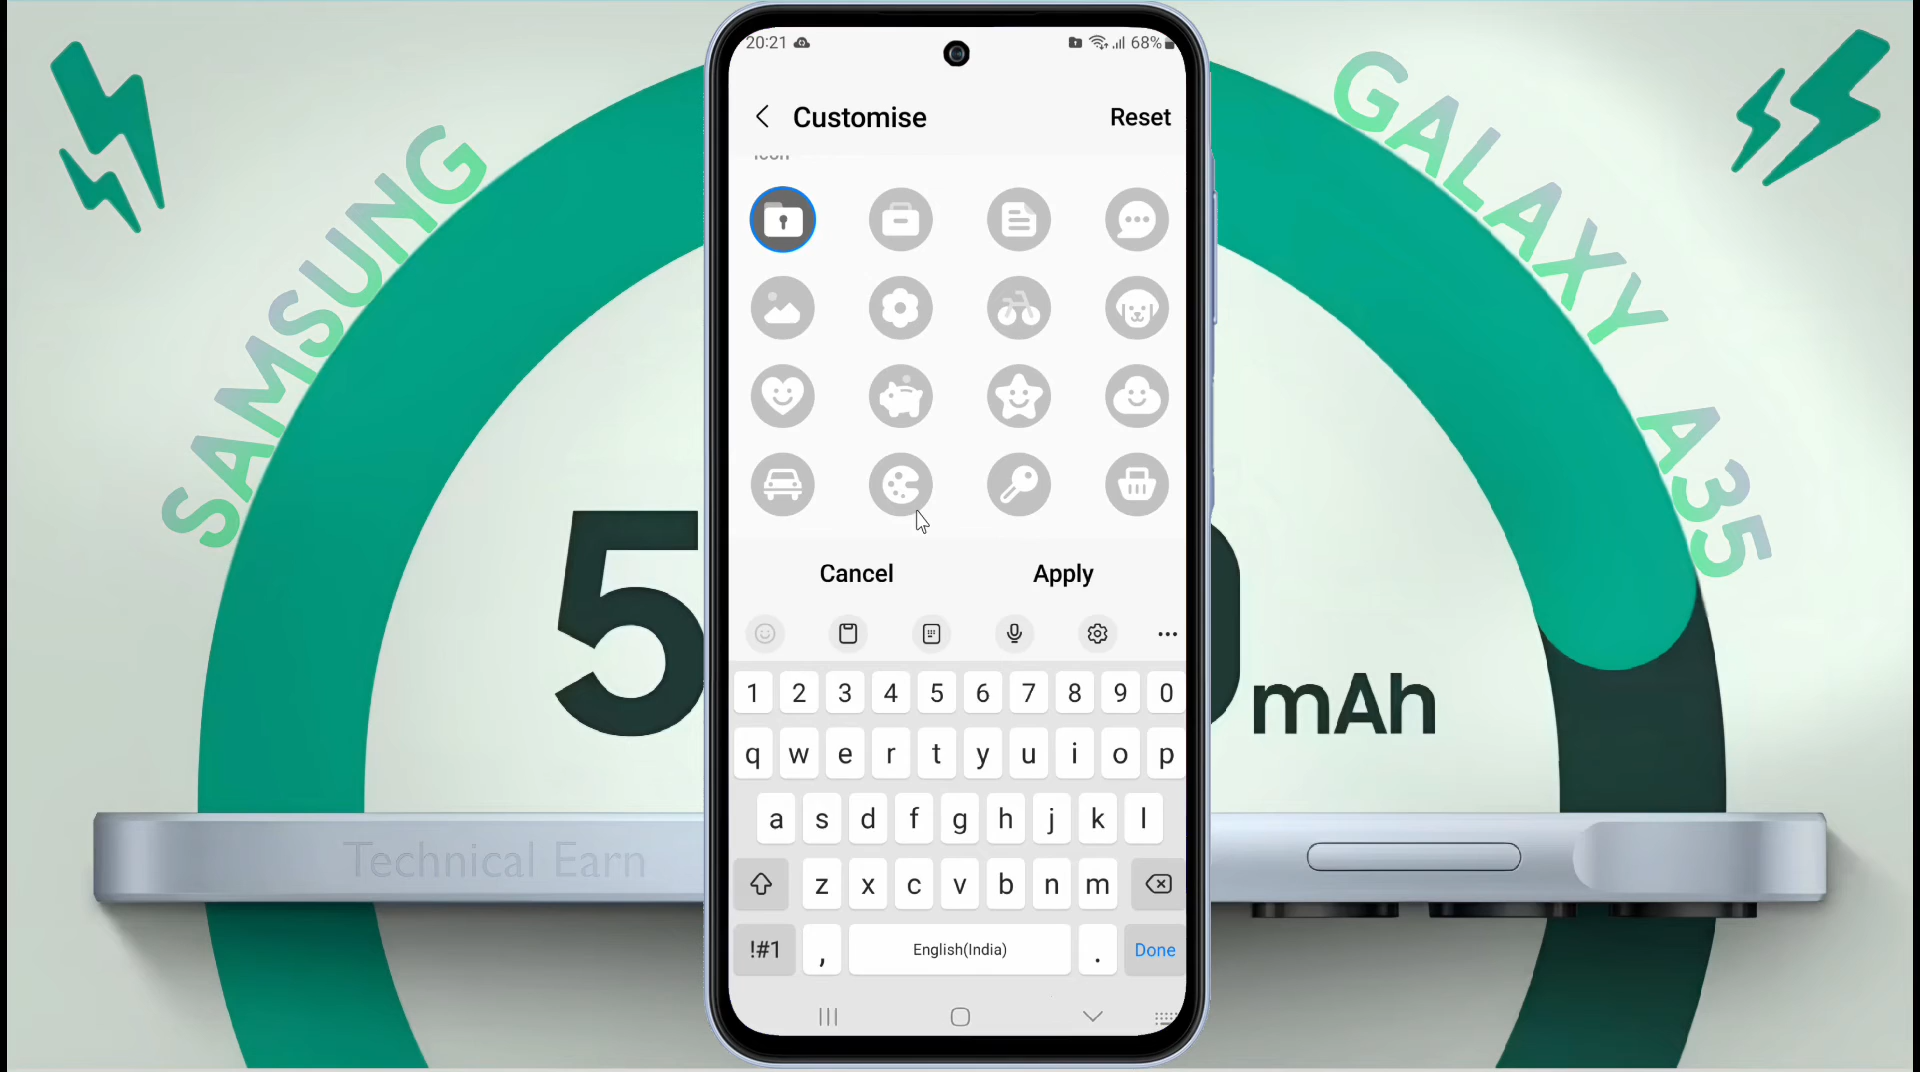 SAMSUNG
GALAXY A35
20:21
68%
Customise
Reset
Icon
Cancel
Apply
5
mAh
1 2 3 4 5 6 7 8 9 0
q w e r t y u i o p
a s d f g h j k l
z x c v b n m
!#1 , English(India) . Done
Technical Earn